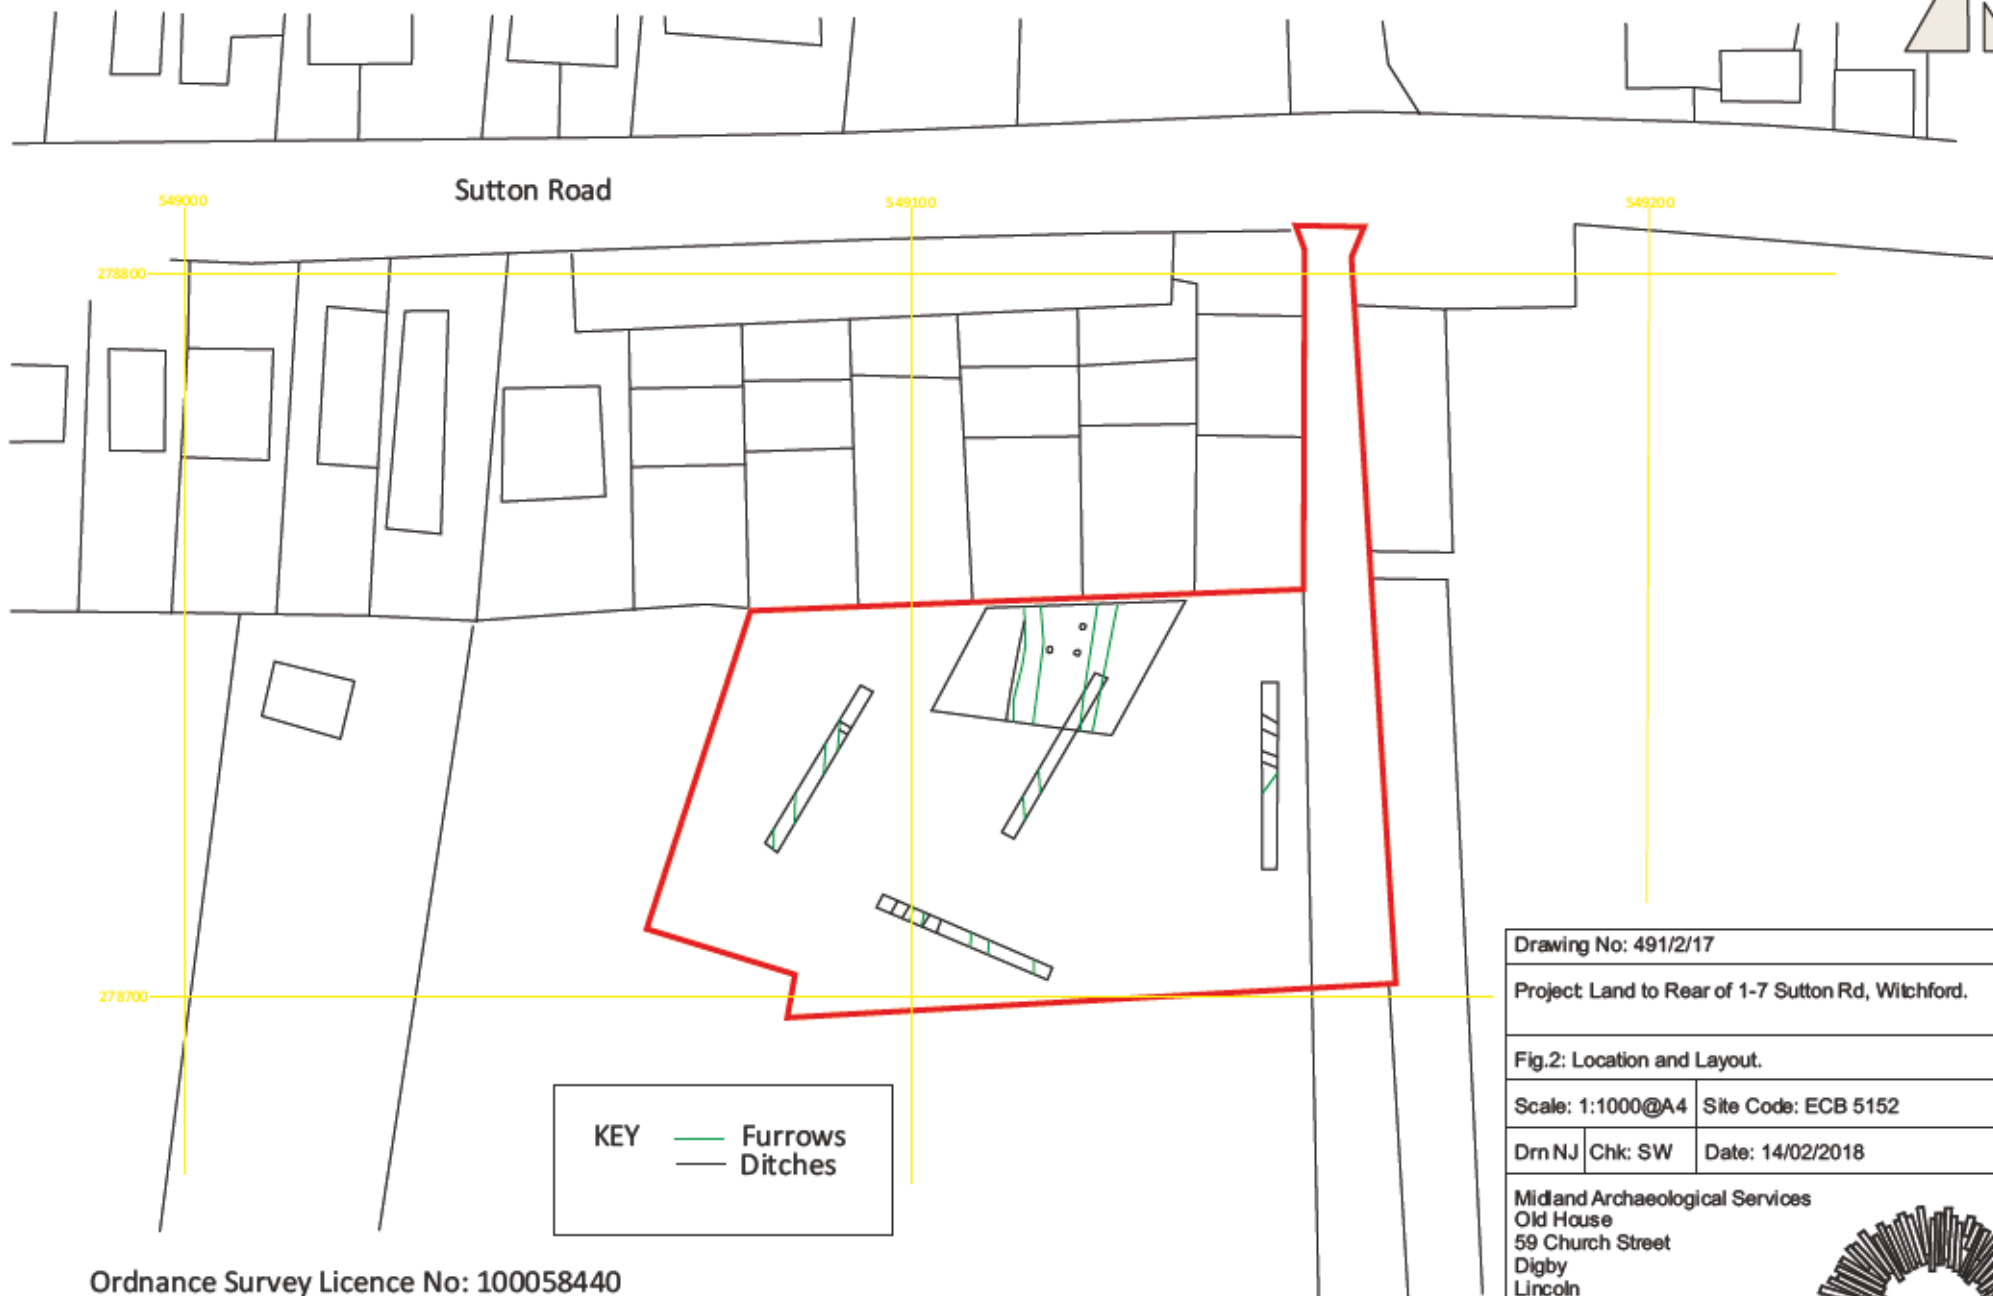 Sutton Road
549000
549100
549200
278800
278700
KEY
Furrows
Ditches
Ordnance Survey Licence No: 100058440
Drawing No: 491/2/17
Project: Land to Rear of 1-7 Sutton Rd, Witchford.
Fig.2: Location and Layout.
Scale: 1:1000@A4 Site Code: ECB 5152
Drn NJ Chk: SW Date: 14/02/2018
Midland Archaeological Services
Old House
59 Church Street
Digby
Lincoln